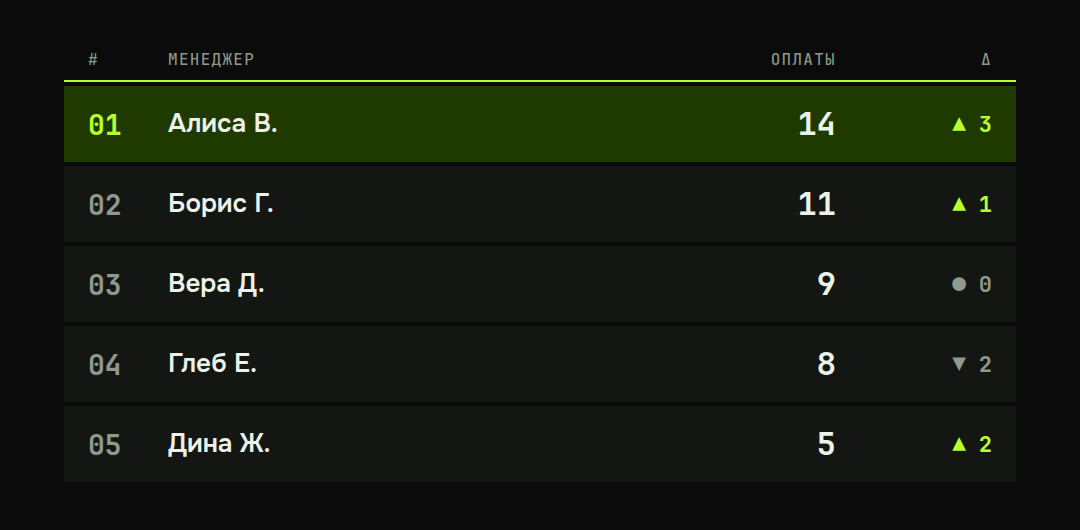 # МЕНЕДЖЕР ОПЛАТЫ Δ
01 Алиса В. 14 ▲ 3
02 Борис Г. 11 ▲ 1
03 Вера Д. 9 ● 0
04 Глеб Е. 8 ▼ 2
05 Дина Ж. 5 ▲ 2